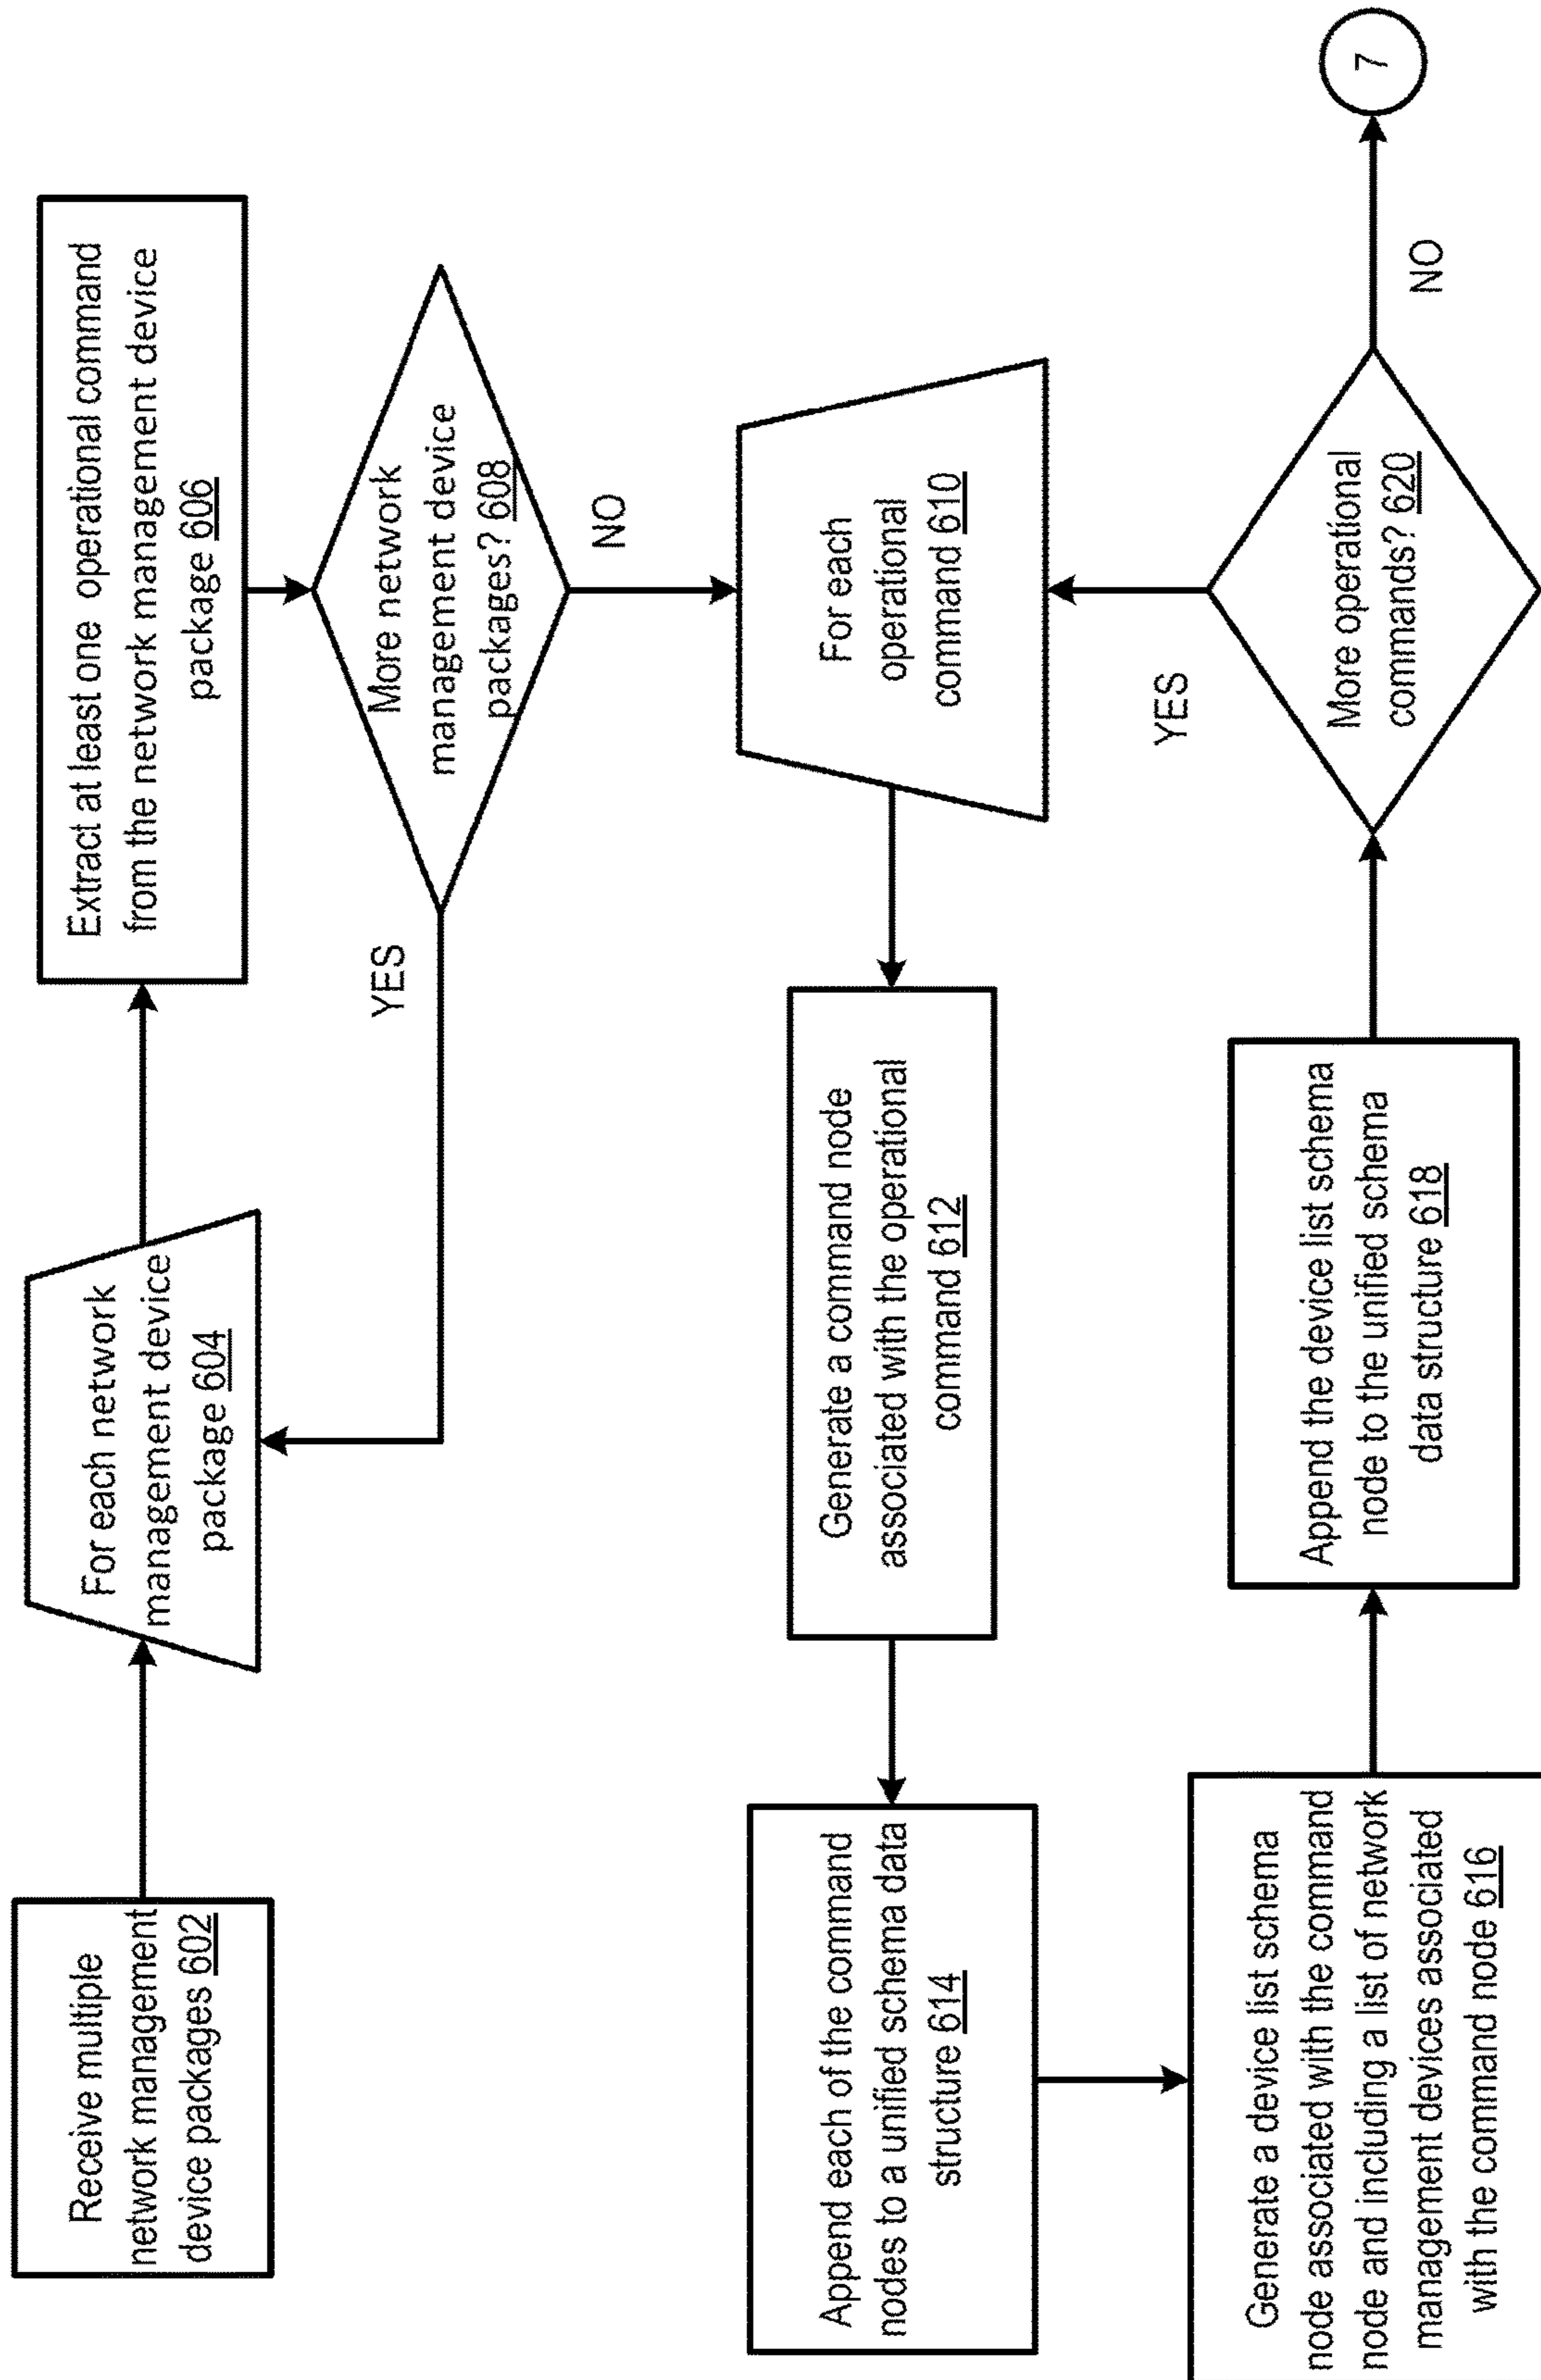 Receive multiple
network management
device packages 602
For each network
management device
package 604
Extract at least one operational command
from the network management device
package 606
More network
management device
packages? 608
YES
NO
For each
operational
command 610
Generate a command node
associated with the operational
command 612
Append each of the command
nodes to a unified schema data
structure 614
Generate a device list schema
node associated with the command
node and including a list of network
management devices associated
with the command node 616
Append the device list schema
node to the unified schema
data structure 618
More operational
commands? 620
YES
NO
7